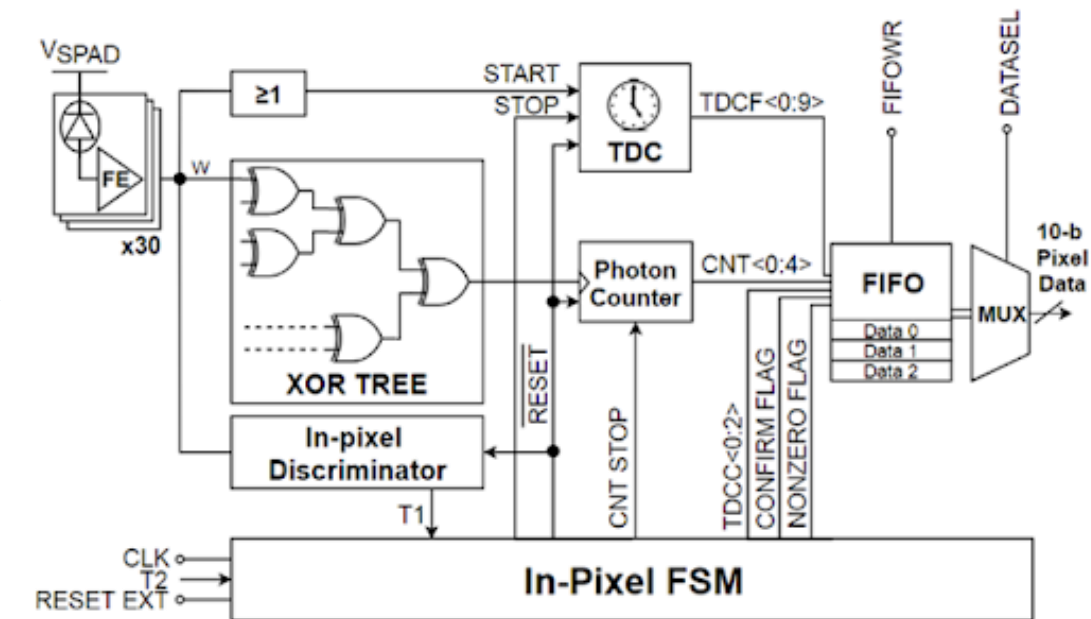 VSPAD
FE
x30
≥1
W
XOR TREE
In-pixel
Discriminator
T1
START
STOP
TDC
TDCF<0:9>
Photon
Counter
CNT<0:4>
RESET
CNT STOP
TDCC<0:2>
CONFIRM FLAG
NONZERO FLAG
FIFOWR
DATASEL
FIFO
Data 0
Data 1
Data 2
MUX
10-b
Pixel
Data
CLK
T2
RESET EXT
In-Pixel FSM